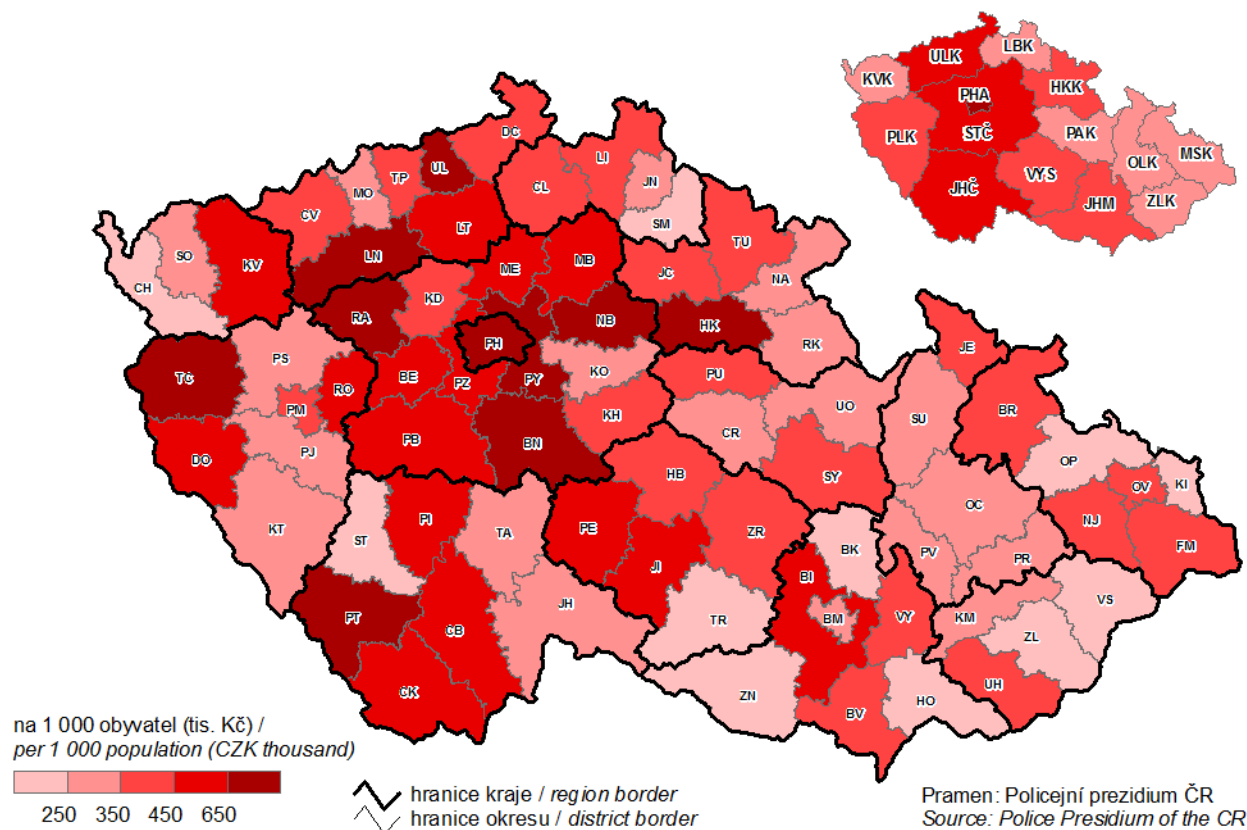 LBK
ULK
KVK
PHA
HKK
PLK
STČ
PAK
OLK
MSK
VYS
JHČ
JHM
ZLK
DC
UL
TP
LI
MO
CL
JN
CV
LT
SM
TU
SO
KV
LN
ME
MB
JC
NA
CH
KD
RA
NB
HK
PH
RK
PS
KO
JE
TC
RO
BE
PZ
PY
PU
PM
KH
UO
BR
PB
BN
CR
SU
DO
PJ
OP
HB
SY
OV
KI
KT
PI
TA
PE
ZR
OC
NJ
ST
BK
FM
JI
BI
PV
PR
PT
JH
TR
BM
VY
KM
VS
CB
ZL
CK
ZN
HO
UH
BV
na 1 000 obyvatel (tis. Kč) /
per 1 000 population (CZK thousand)
250 350 450 650
hranice kraje / region border
hranice okresu / district border
Pramen: Policejní prezidium ČR
Source: Police Presidium of the CR